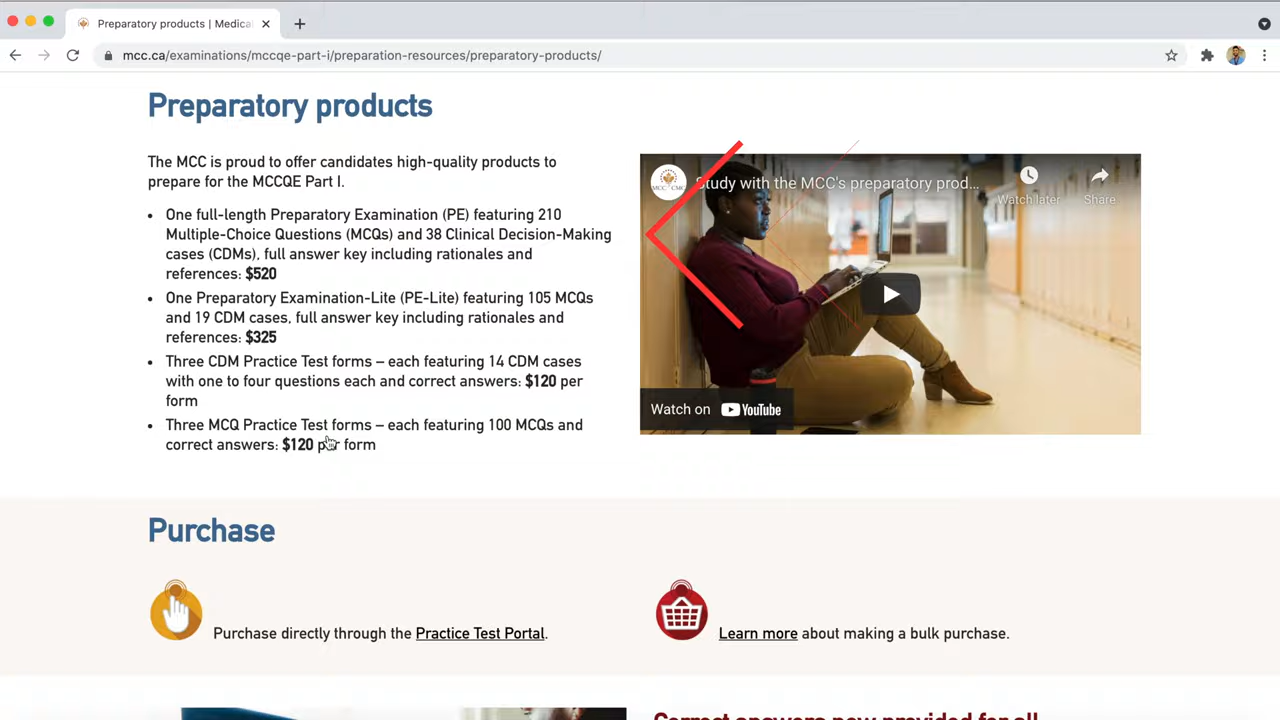 Preparatory products | Medica
mcc.ca/examinations/mccqe-part-i/preparation-resources/preparatory-products/
Preparatory products
The MCC is proud to offer candidates high-quality products to
prepare for the MCCQE Part I.
• One full-length Preparatory Examination (PE) featuring 210
Multiple-Choice Questions (MCQs) and 38 Clinical Decision-Making
cases (CDMs), full answer key including rationales and
references: $520
• One Preparatory Examination-Lite (PE-Lite) featuring 105 MCQs
and 19 CDM cases, full answer key including rationales and
references: $325
• Three CDM Practice Test forms – each featuring 14 CDM cases
with one to four questions each and correct answers: $120 per
form
• Three MCQ Practice Test forms – each featuring 100 MCQs and
correct answers: $120 per form
MCC CMC
Study with the MCC's preparatory prod...
Watch later
Share
Watch on YouTube
Purchase
Purchase directly through the Practice Test Portal.
Learn more about making a bulk purchase.
Correct answers now provided for all